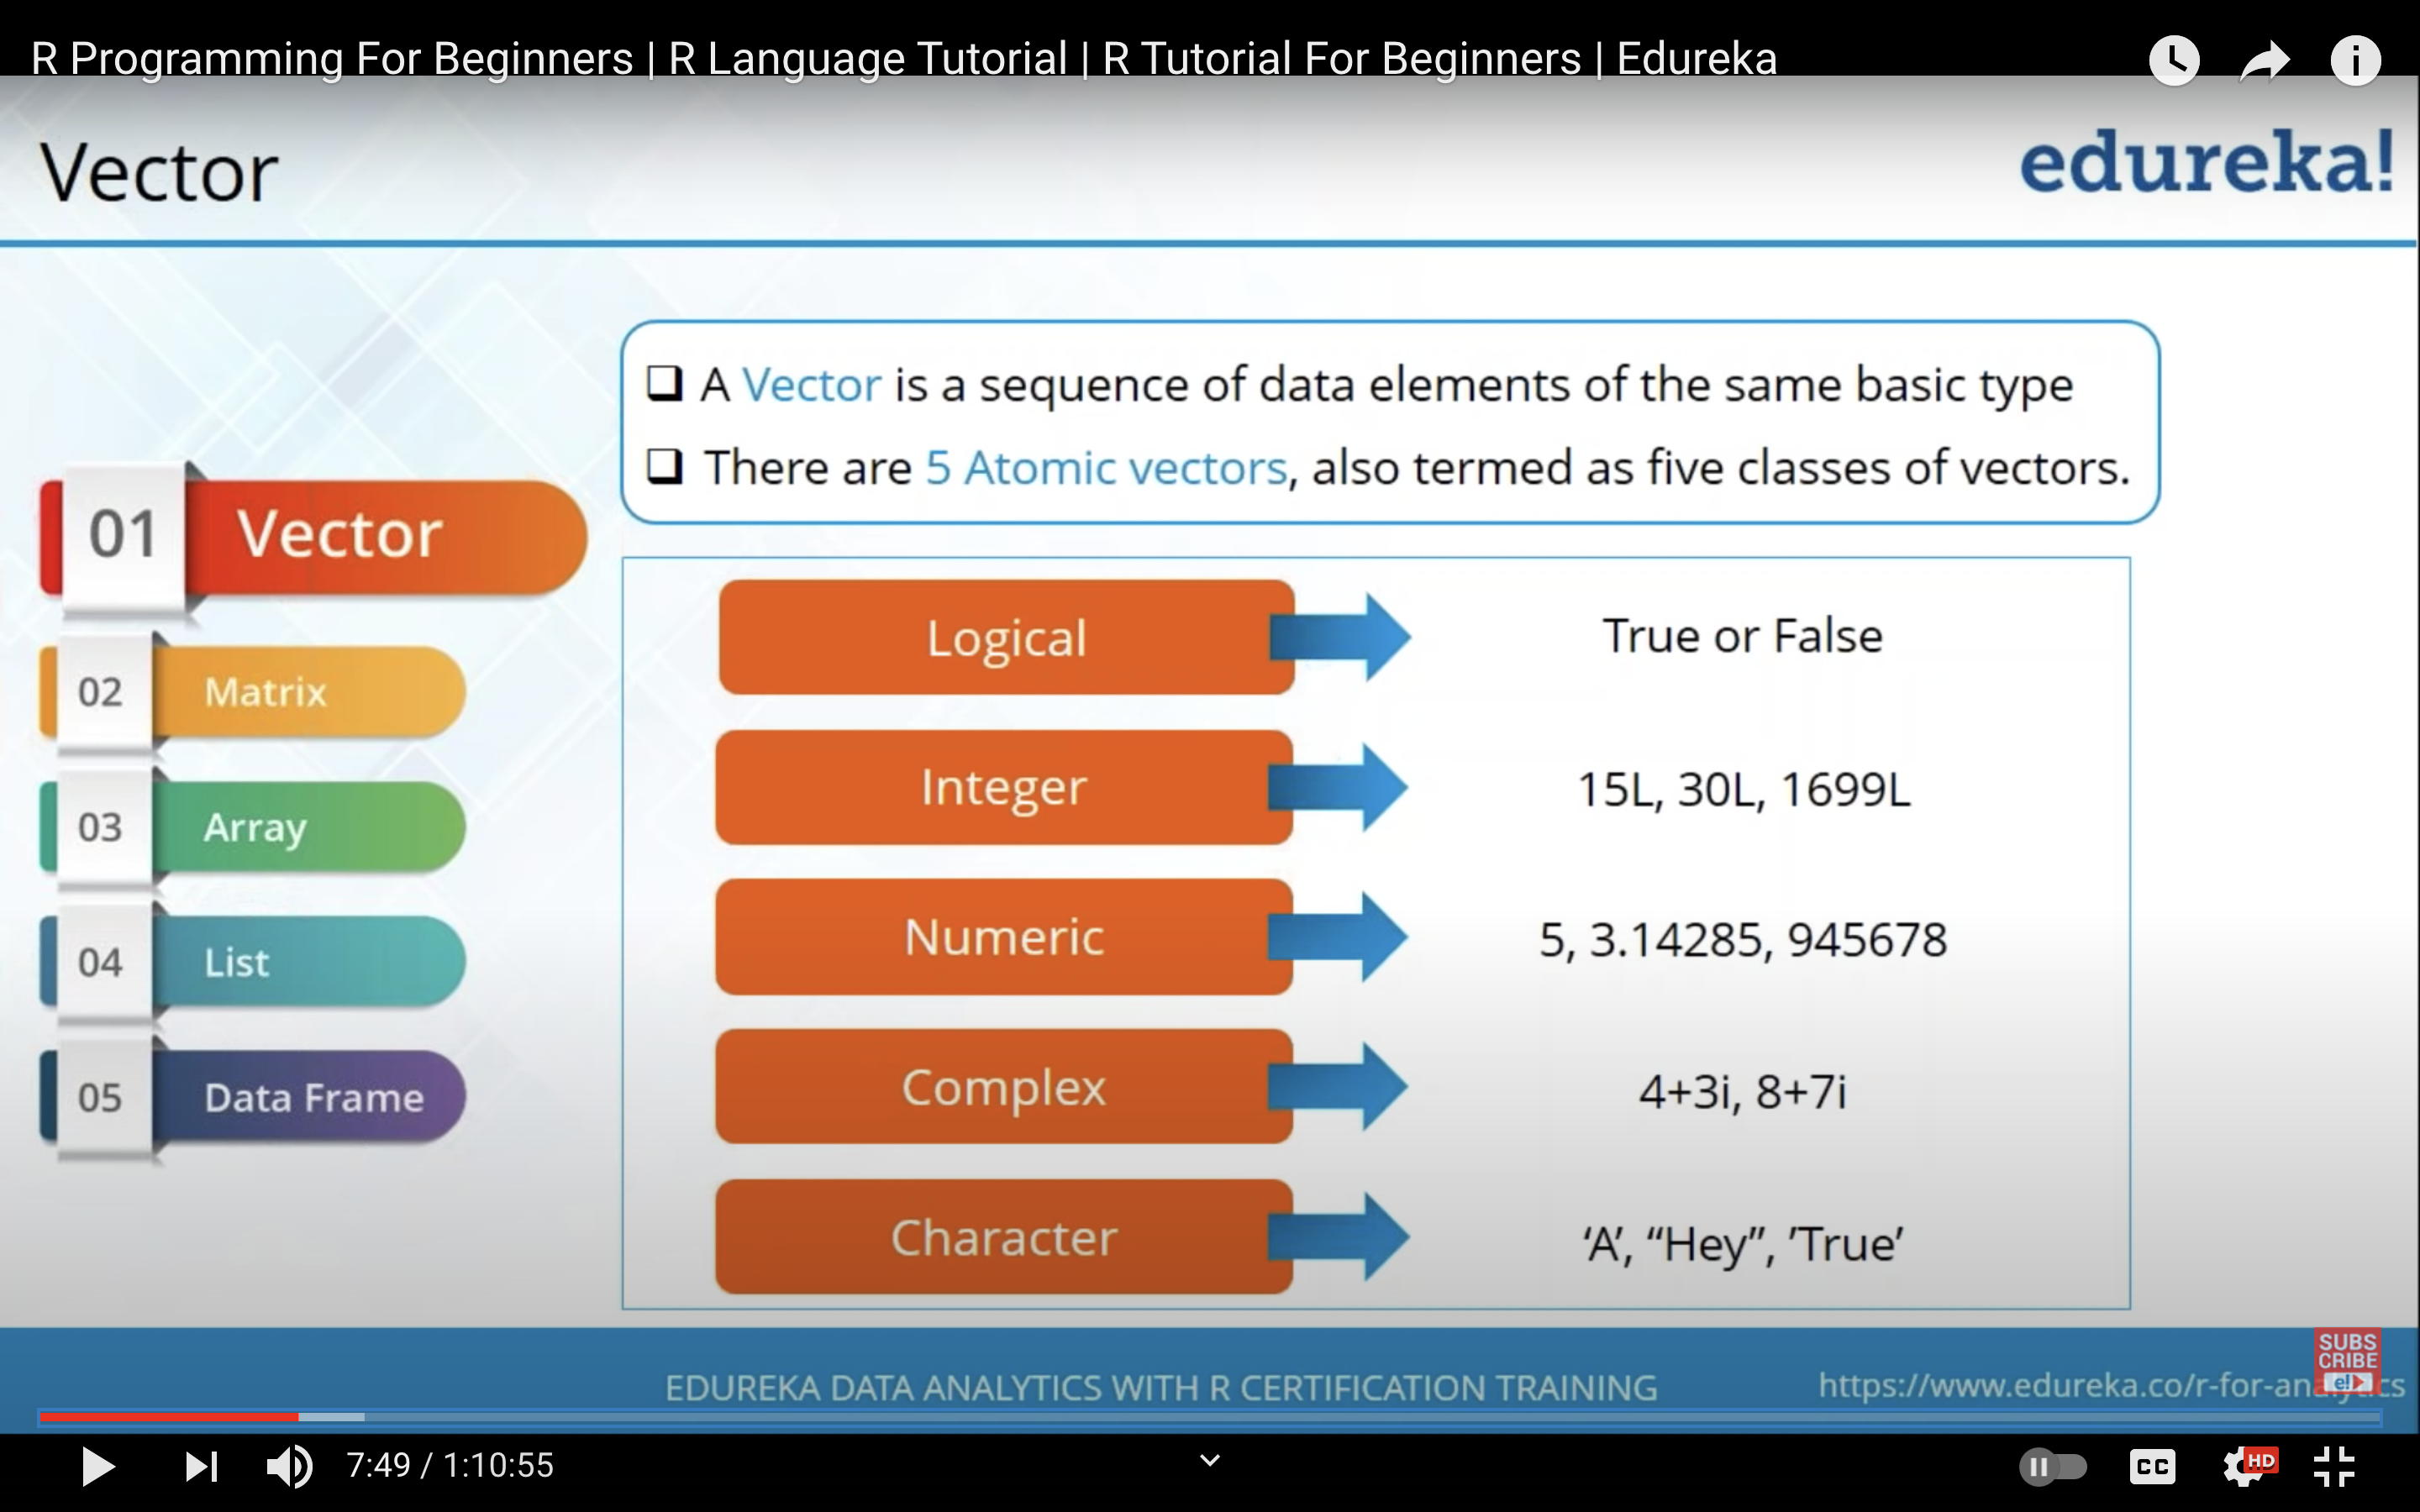 R Programming For Beginners | R Language Tutorial | R Tutorial For Beginners | Edureka
Vector
edureka!
❑ A Vector is a sequence of data elements of the same basic type
❑ There are 5 Atomic vectors, also termed as five classes of vectors.
01 Vector
02 Matrix
03 Array
04 List
05 Data Frame
Logical True or False
Integer 15L, 30L, 1699L
Numeric 5, 3.14285, 945678
Complex 4+3i, 8+7i
Character ‘A’, “Hey”, ’True’
EDUREKA DATA ANALYTICS WITH R CERTIFICATION TRAINING
https://www.edureka.co/r-for-analytics
SUBS
CRIBE
e!
7:49 / 1:10:55
CC
HD